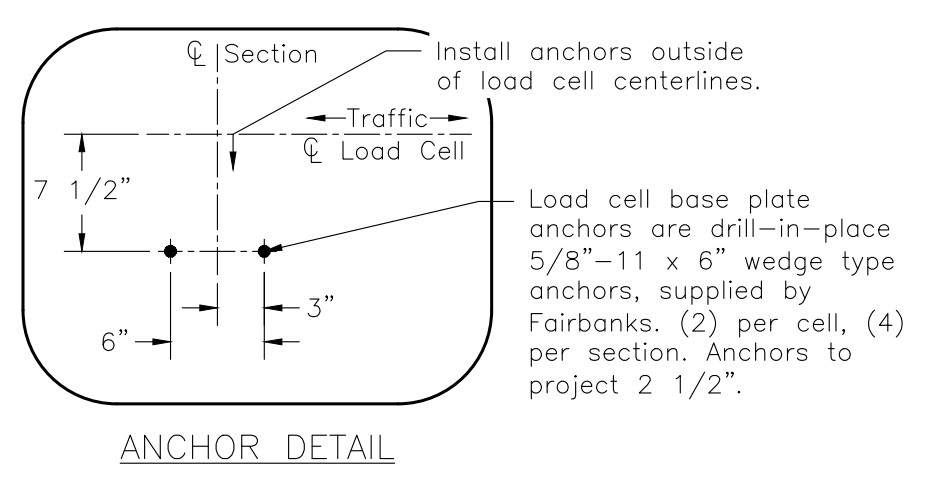 ℄ Section
Install anchors outside
of load cell centerlines.
Traffic
℄ Load Cell
7 1/2”
Load cell base plate
anchors are drill-in-place
5/8”-11 x 6” wedge type
anchors, supplied by
Fairbanks. (2) per cell, (4)
per section. Anchors to
project 2 1/2”.
3”
6”
ANCHOR DETAIL